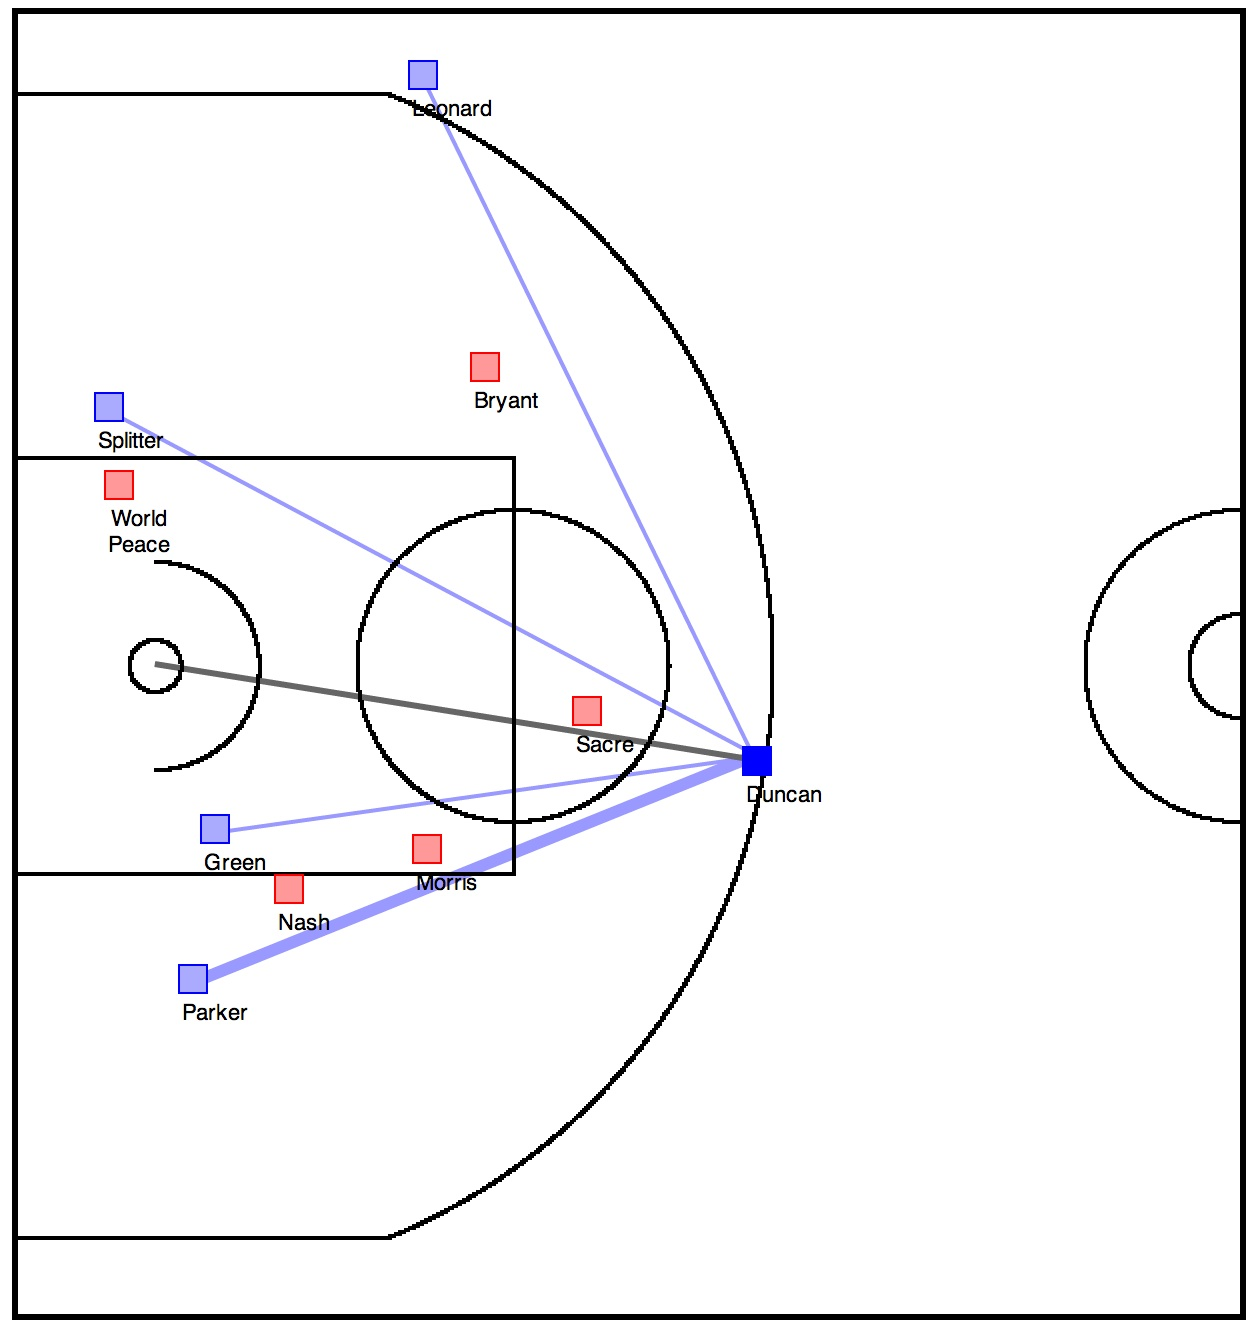 Leonard
Bryant
Splitter
World
Peace
Sacre
Duncan
Green
Morris
Nash
Parker